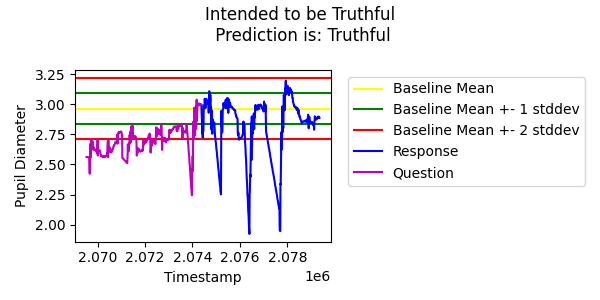 Intended to be Truthful
Prediction is: Truthful
3.25
3.00
2.75
2.50
2.25
2.00
Pupil Diameter
2.070
2.072
2.074
2.076
2.078
1e6
Timestamp
Baseline Mean
Baseline Mean +- 1 stddev
Baseline Mean +- 2 stddev
Response
Question